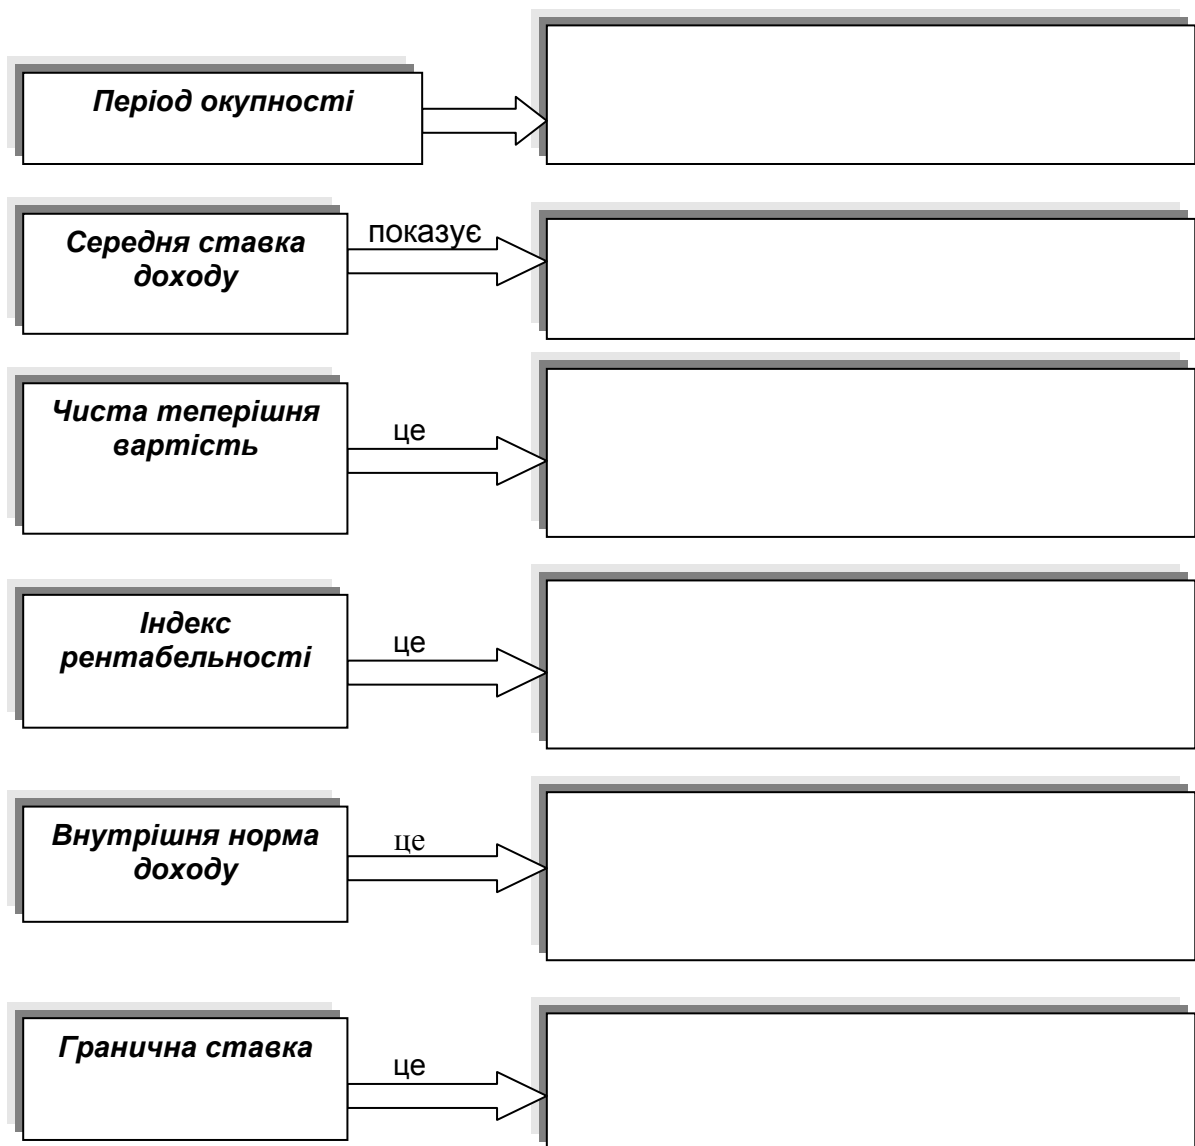 Період окупності
Середня ставка
доходу
показує
Чиста теперішня
вартість
це
Індекс
рентабельності
це
Внутрішня норма
доходу
це
Гранична ставка
це